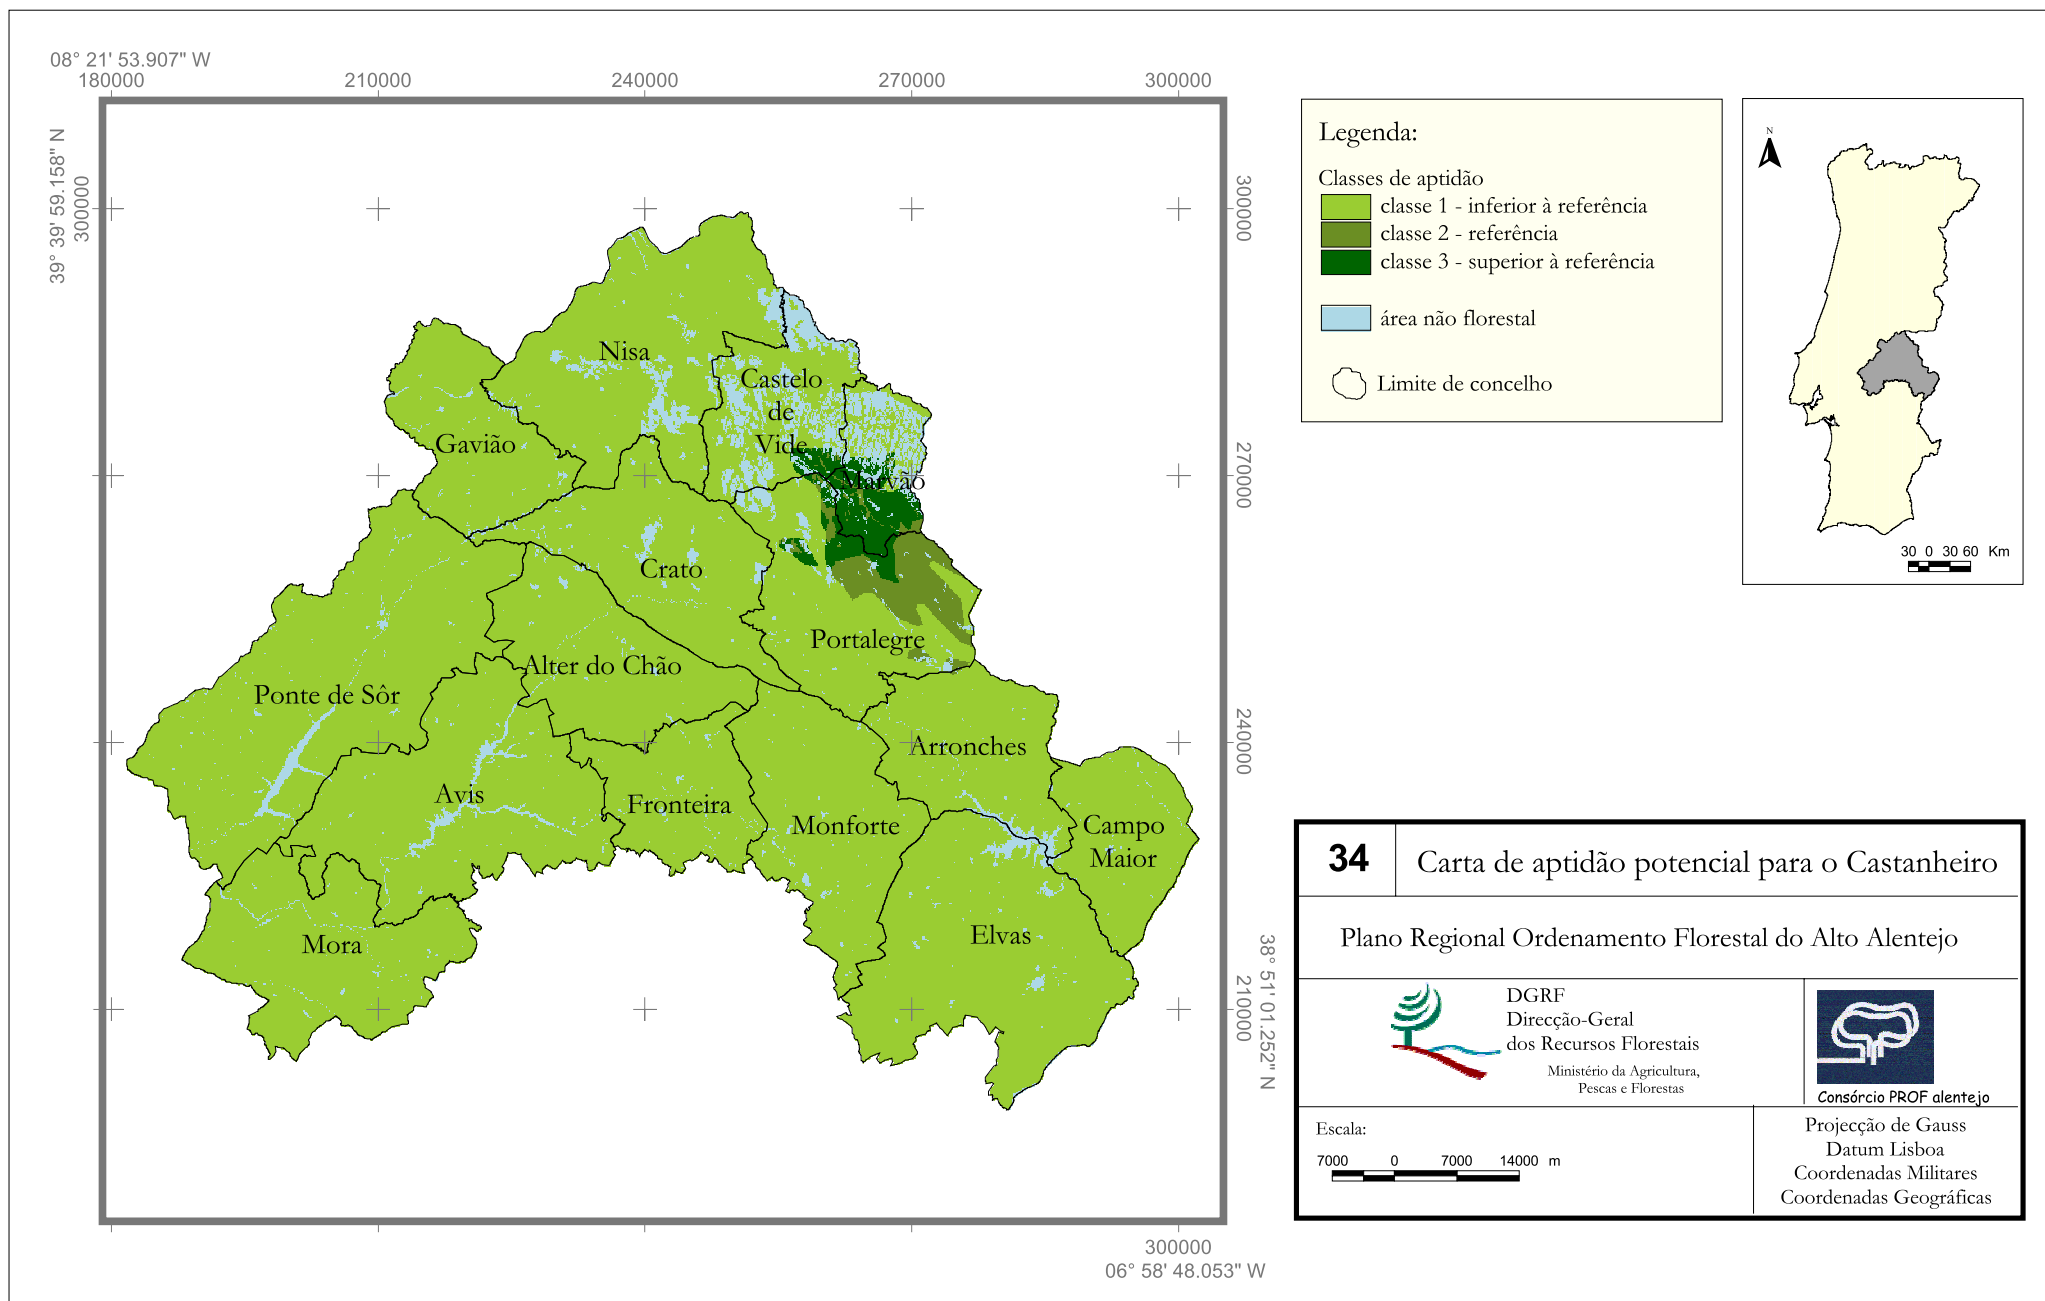 08° 21' 53.907" W
180000
210000
240000
270000
300000
39° 39' 59.158" N
300000
300000
270000
240000
210000
38° 51' 01.252" N
300000
06° 58' 48.053" W
Nisa
Castelo
de
Vide
Gavião
Marvão
Crato
Portalegre
Alter do Chão
Ponte de Sôr
Arronches
Avis
Fronteira
Monforte
Campo
Maior
Elvas
Mora
Legenda:
Classes de aptidão
classe 1 - inferior à referência
classe 2 - referência
classe 3 - superior à referência
área não florestal
Limite de concelho
N
30 0 30 60 Km
34
Carta de aptidão potencial para o Castanheiro
Plano Regional Ordenamento Florestal do Alto Alentejo
DGRF
Direcção-Geral
dos Recursos Florestais
Ministério da Agricultura,
Pescas e Florestas
Consórcio PROF alentejo
Escala:
7000 0 7000 14000 m
Projecção de Gauss
Datum Lisboa
Coordenadas Militares
Coordenadas Geográficas